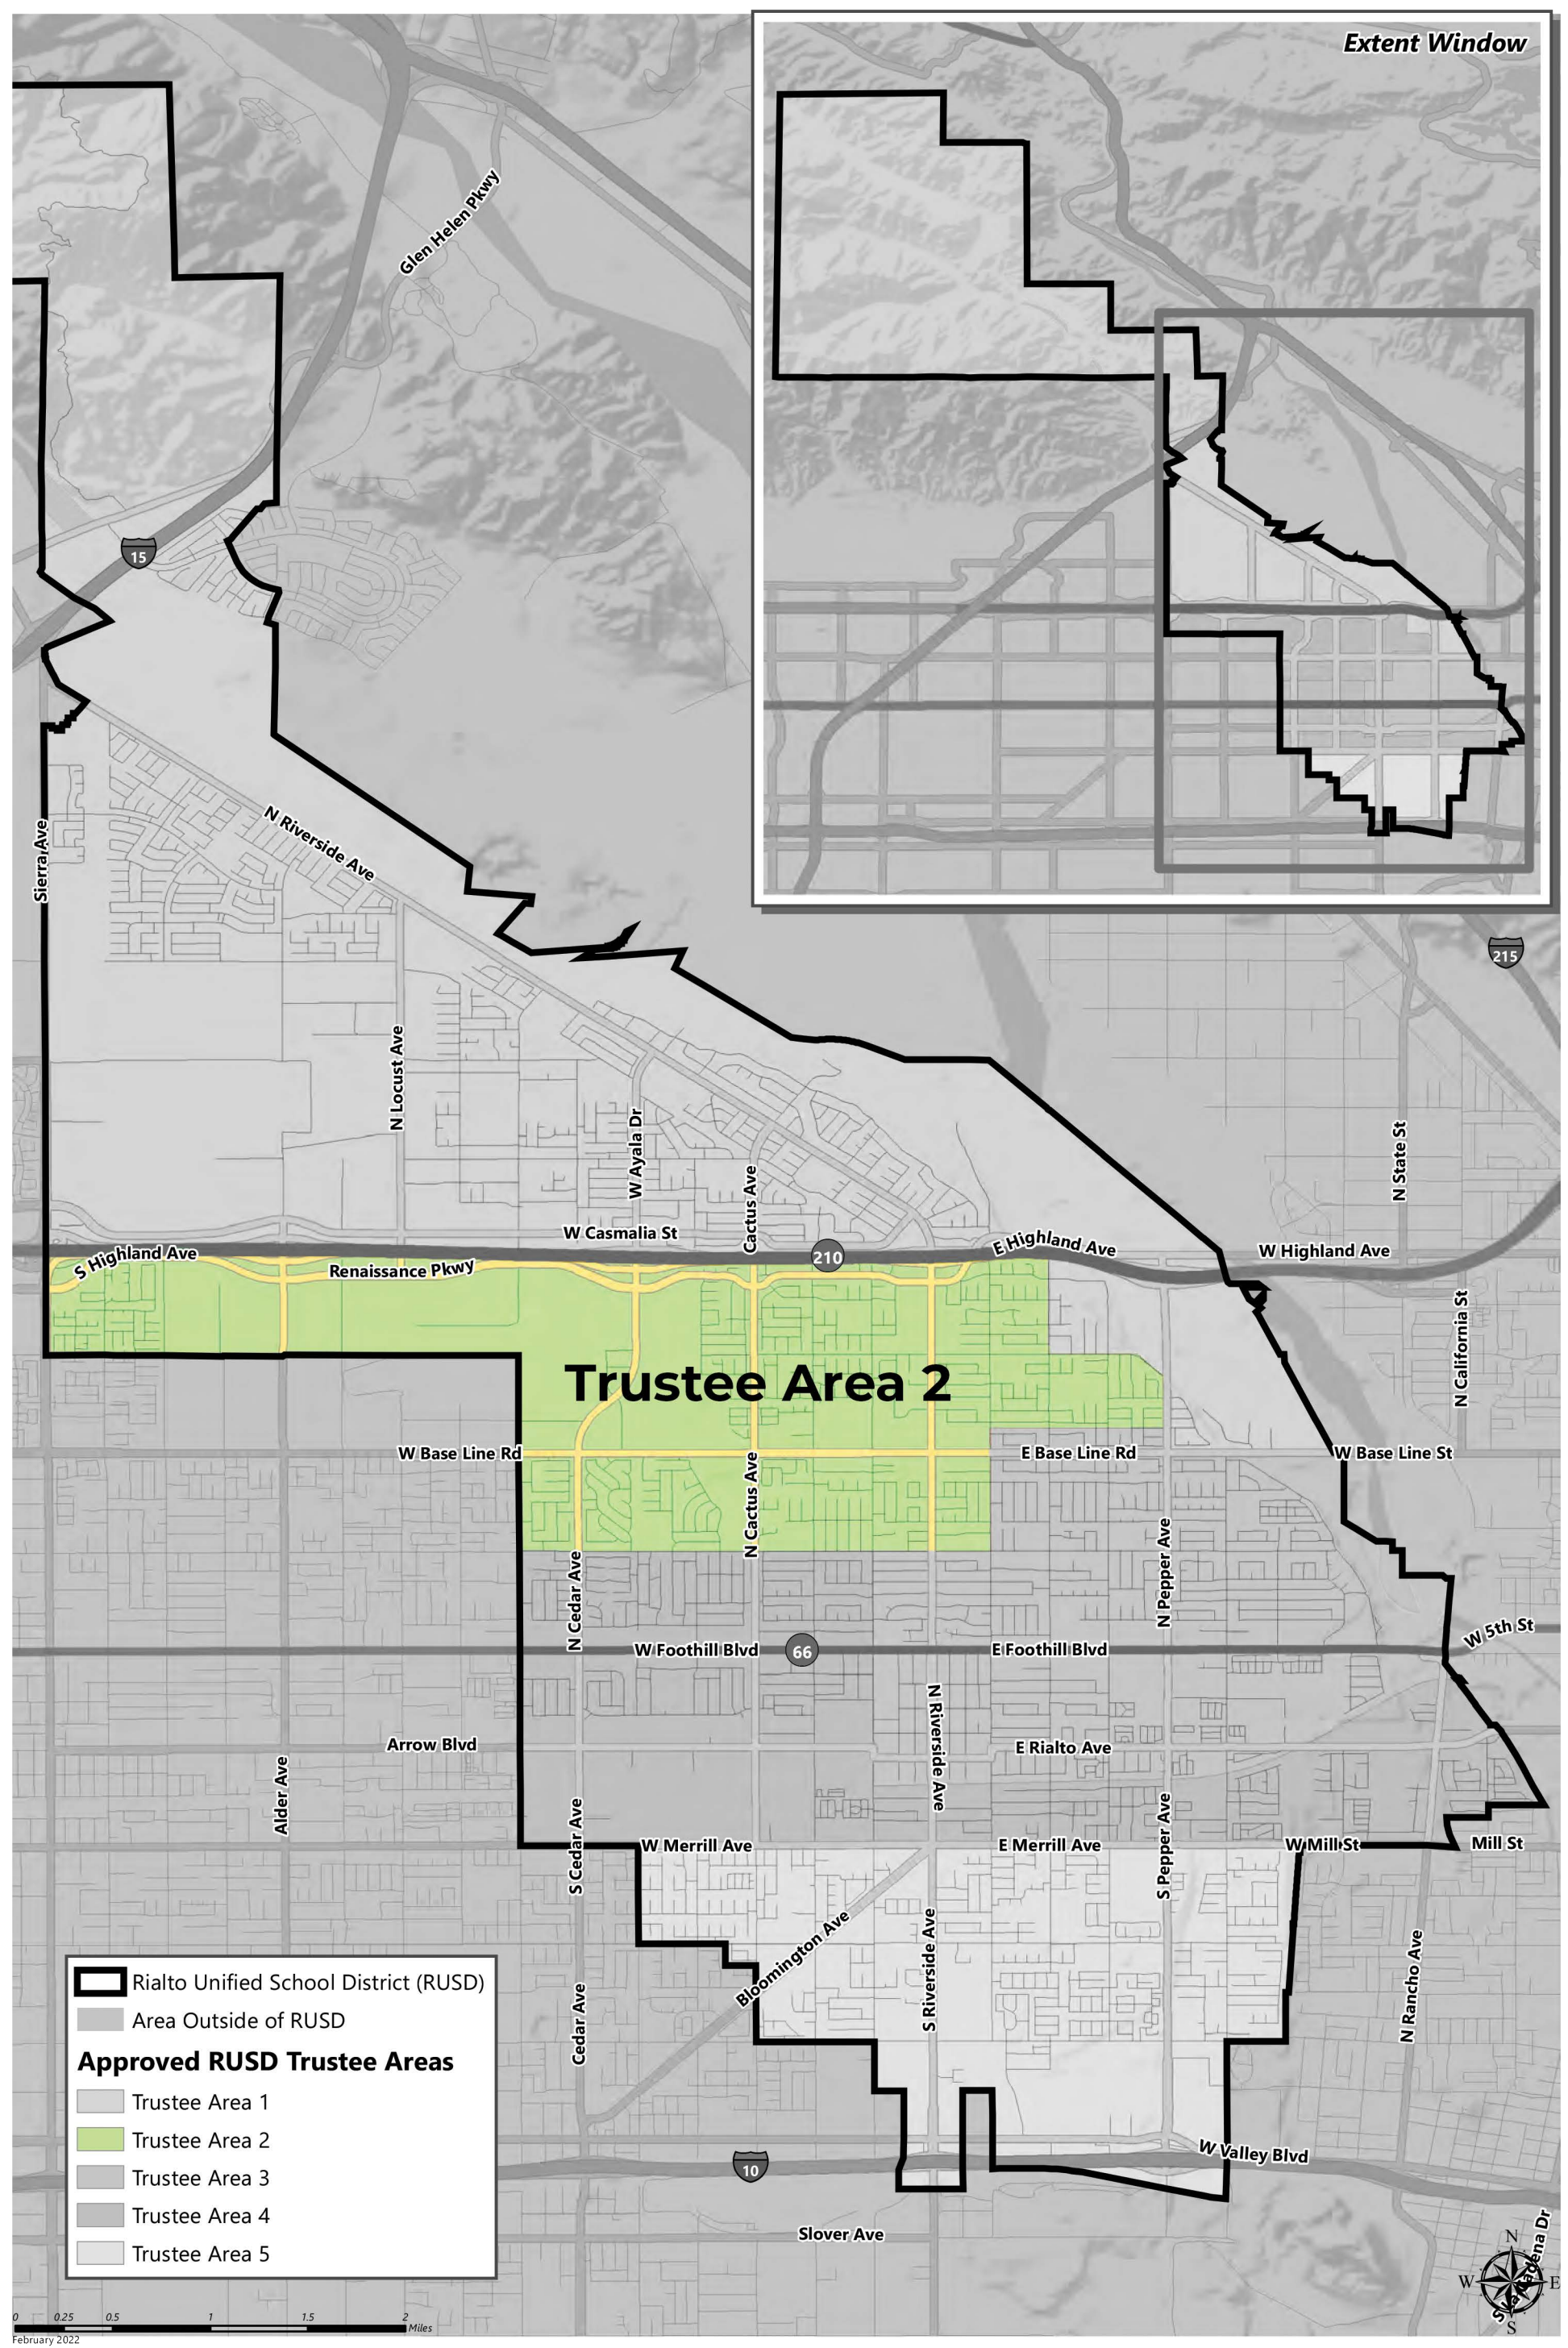 Extent Window
Glen Helen Pkwy
15
N Riverside Ave
Sierra Ave
215
N Locust Ave
W Ayala Dr
Cactus Ave
N State St
W Casmalia St
S Highland Ave
Renaissance Pkwy
210
E Highland Ave
W Highland Ave
N California St
Trustee Area 2
W Base Line Rd
E Base Line Rd
W Base Line St
N Cactus Ave
N Cedar Ave
N Pepper Ave
W Foothill Blvd
66
E Foothill Blvd
W 5th St
N Riverside Ave
Arrow Blvd
E Rialto Ave
Alder Ave
S Cedar Ave
W Merrill Ave
E Merrill Ave
S Pepper Ave
W Mill St
Mill St
Bloomington Ave
S Riverside Ave
N Rancho Ave
Cedar Ave
W Valley Blvd
10
Slover Ave
Rialto Unified School District (RUSD)
Area Outside of RUSD
Approved RUSD Trustee Areas
Trustee Area 1
Trustee Area 2
Trustee Area 3
Trustee Area 4
Trustee Area 5
N
W E
S
0 0.25 0.5 1 1.5 2
Miles
February 2022